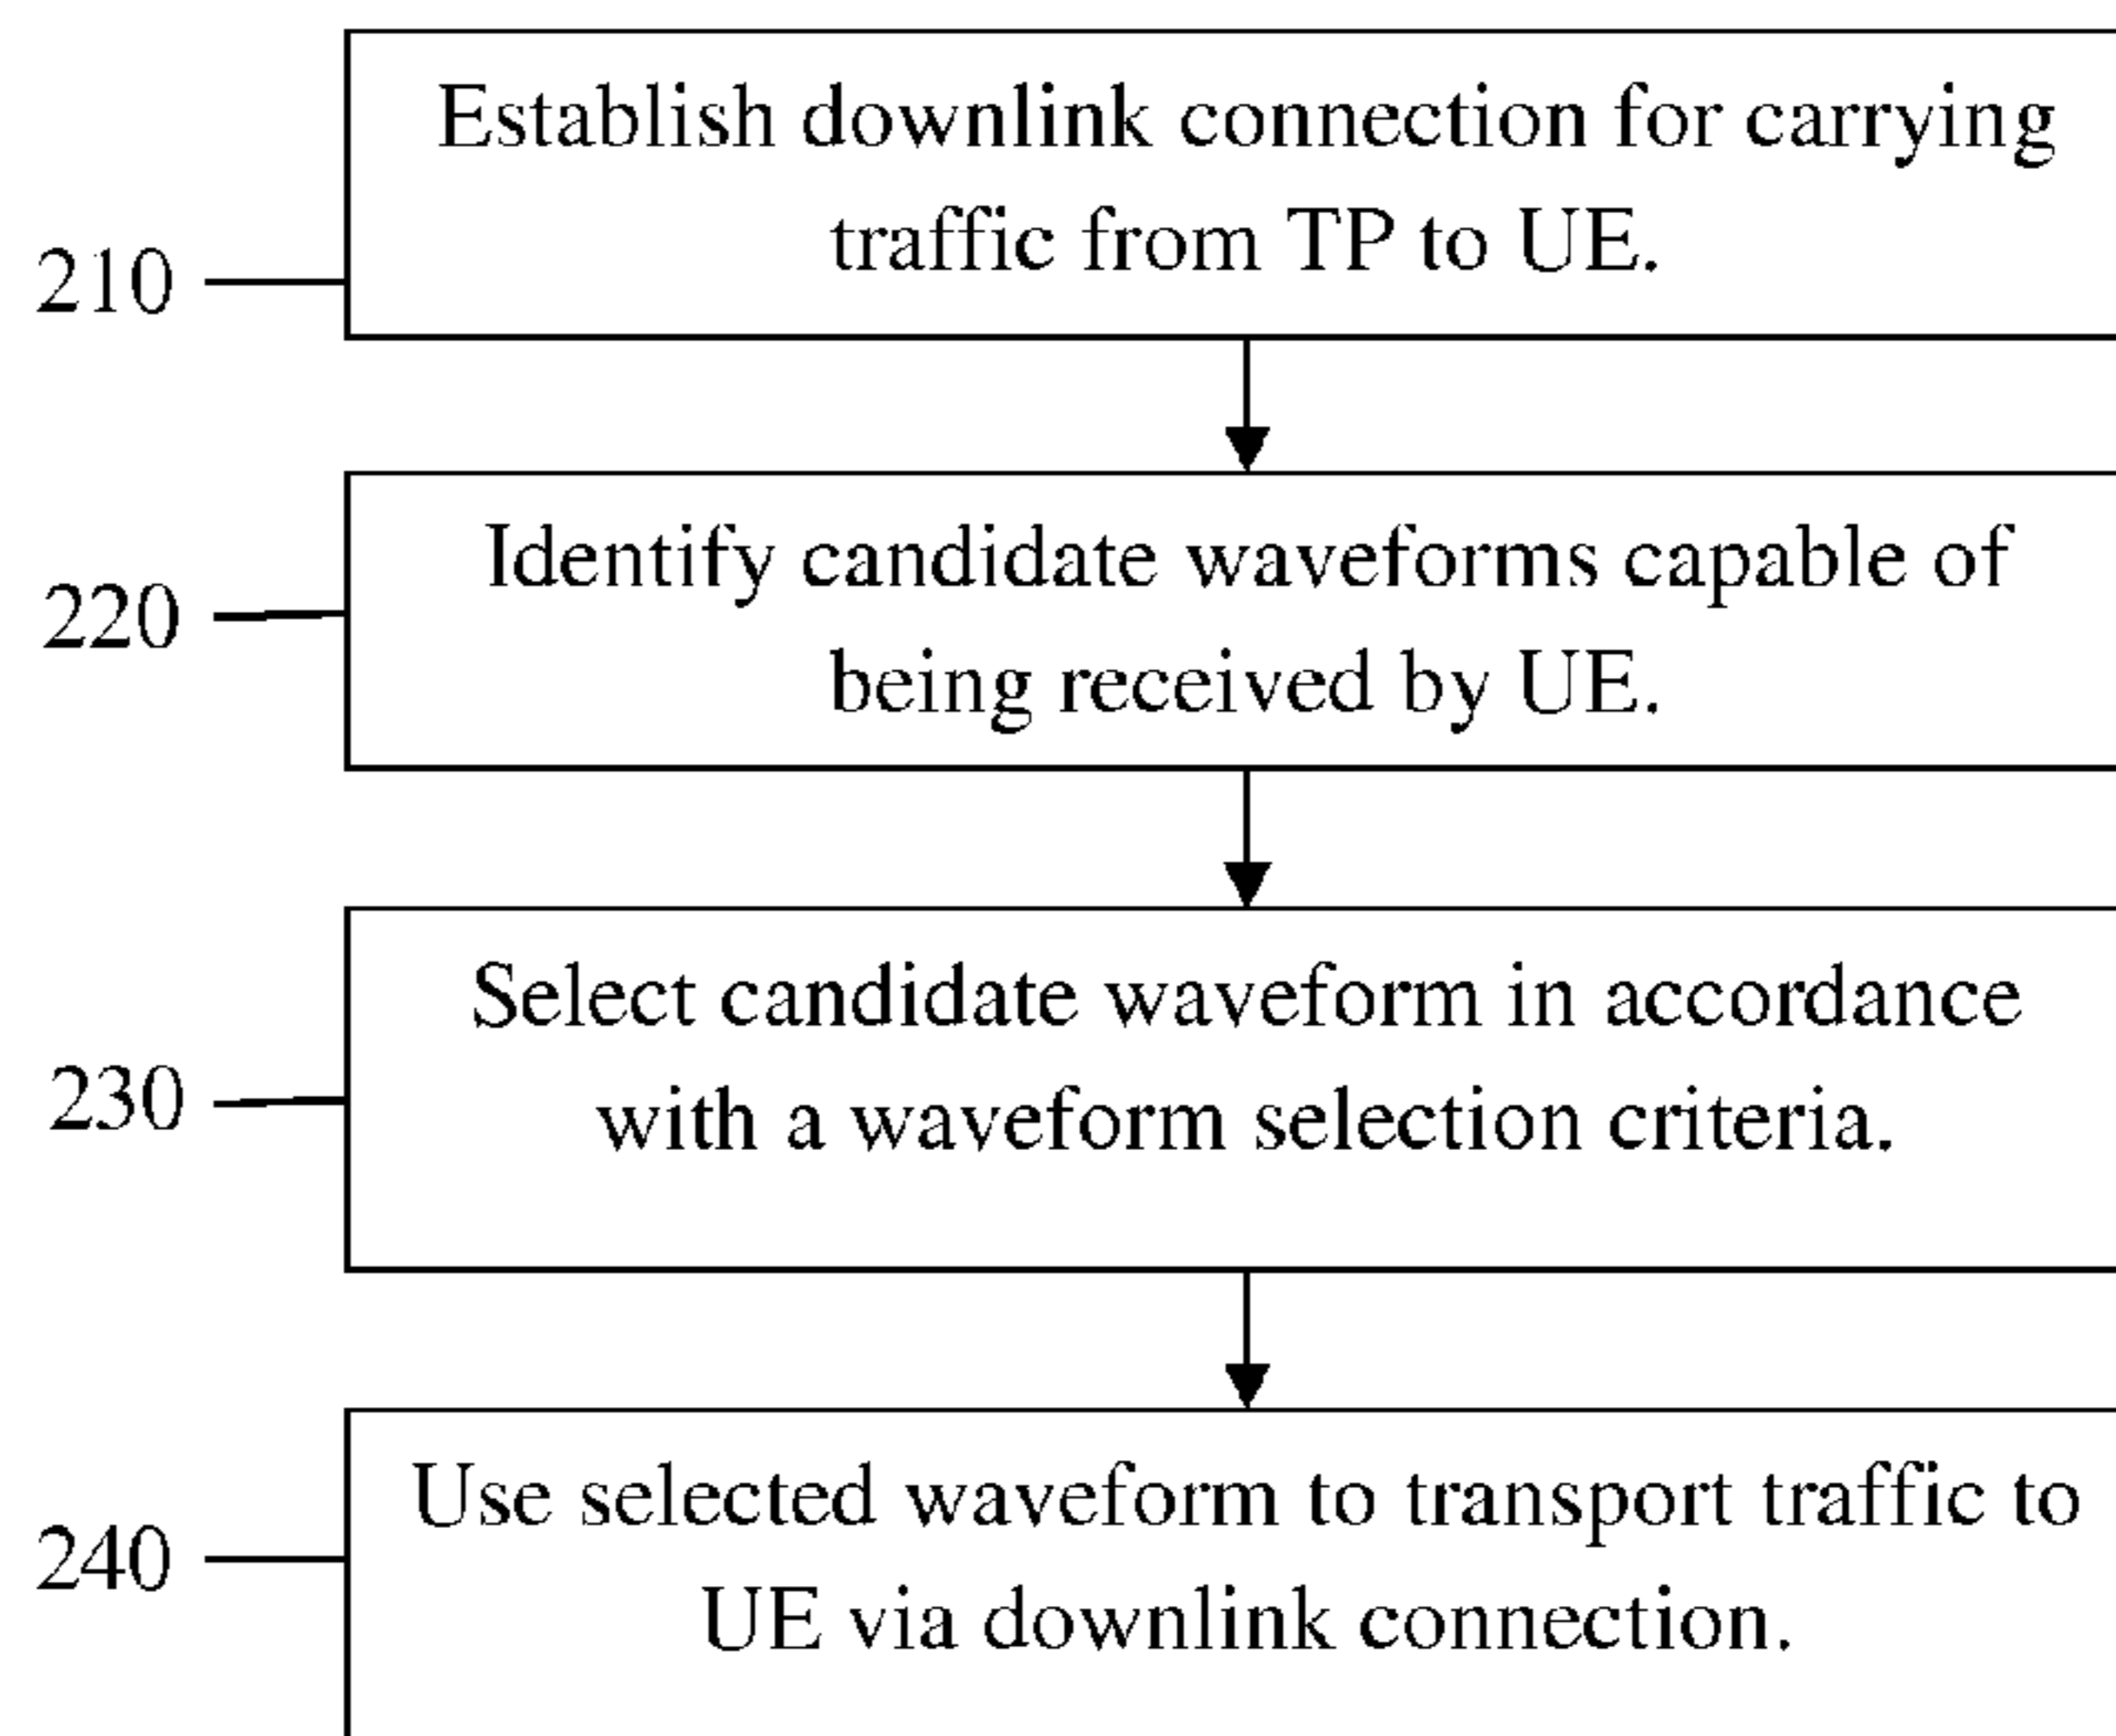 Establish downlink connection for carrying
traffic from TP to UE.
210
Identify candidate waveforms capable of
being received by UE.
220
Select candidate waveform in accordance
with a waveform selection criteria.
230
Use selected waveform to transport traffic to
UE via downlink connection.
240